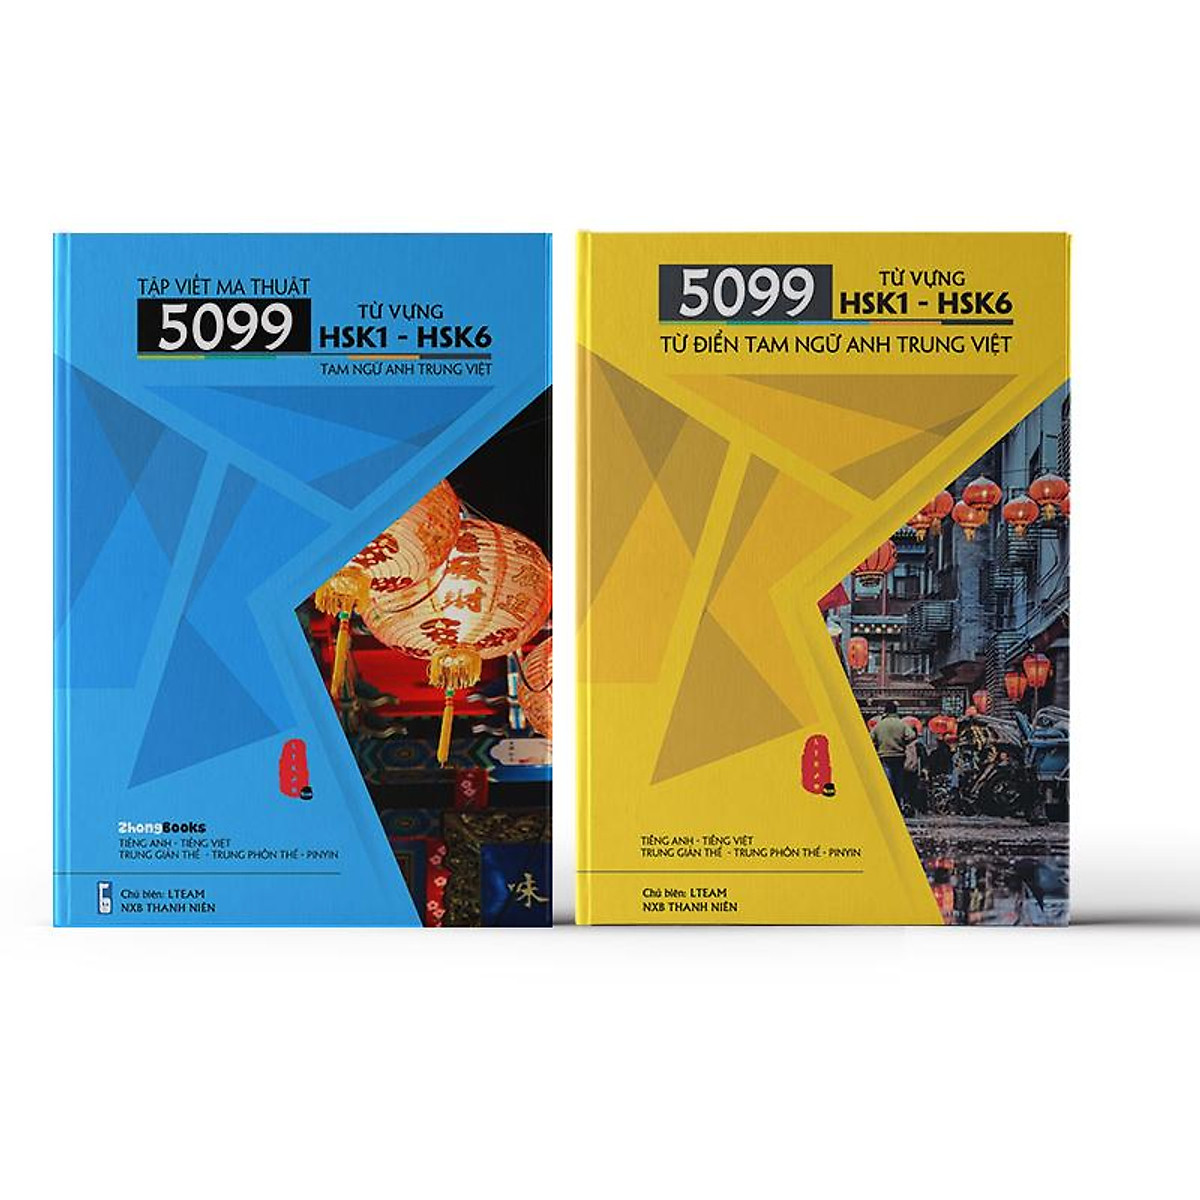 TẬP VIẾT MA THUẬT
5099
TỪ VỰNG
HSK1 - HSK6
TAM NGỮ ANH TRUNG VIỆT
味
ZhongBooks
TIẾNG ANH - TIẾNG VIỆT
TRUNG GIẢN THỂ - TRUNG PHỒN THỂ - PINYIN
Chủ biên: LTEAM
NXB THANH NIÊN
5099
TỪ VỰNG
HSK1 - HSK6
TỪ ĐIỂN TAM NGỮ ANH TRUNG VIỆT
TIẾNG ANH - TIẾNG VIỆT
TRUNG GIẢN THỂ - TRUNG PHỒN THỂ - PINYIN
Chủ biên: LTEAM
NXB THANH NIÊN